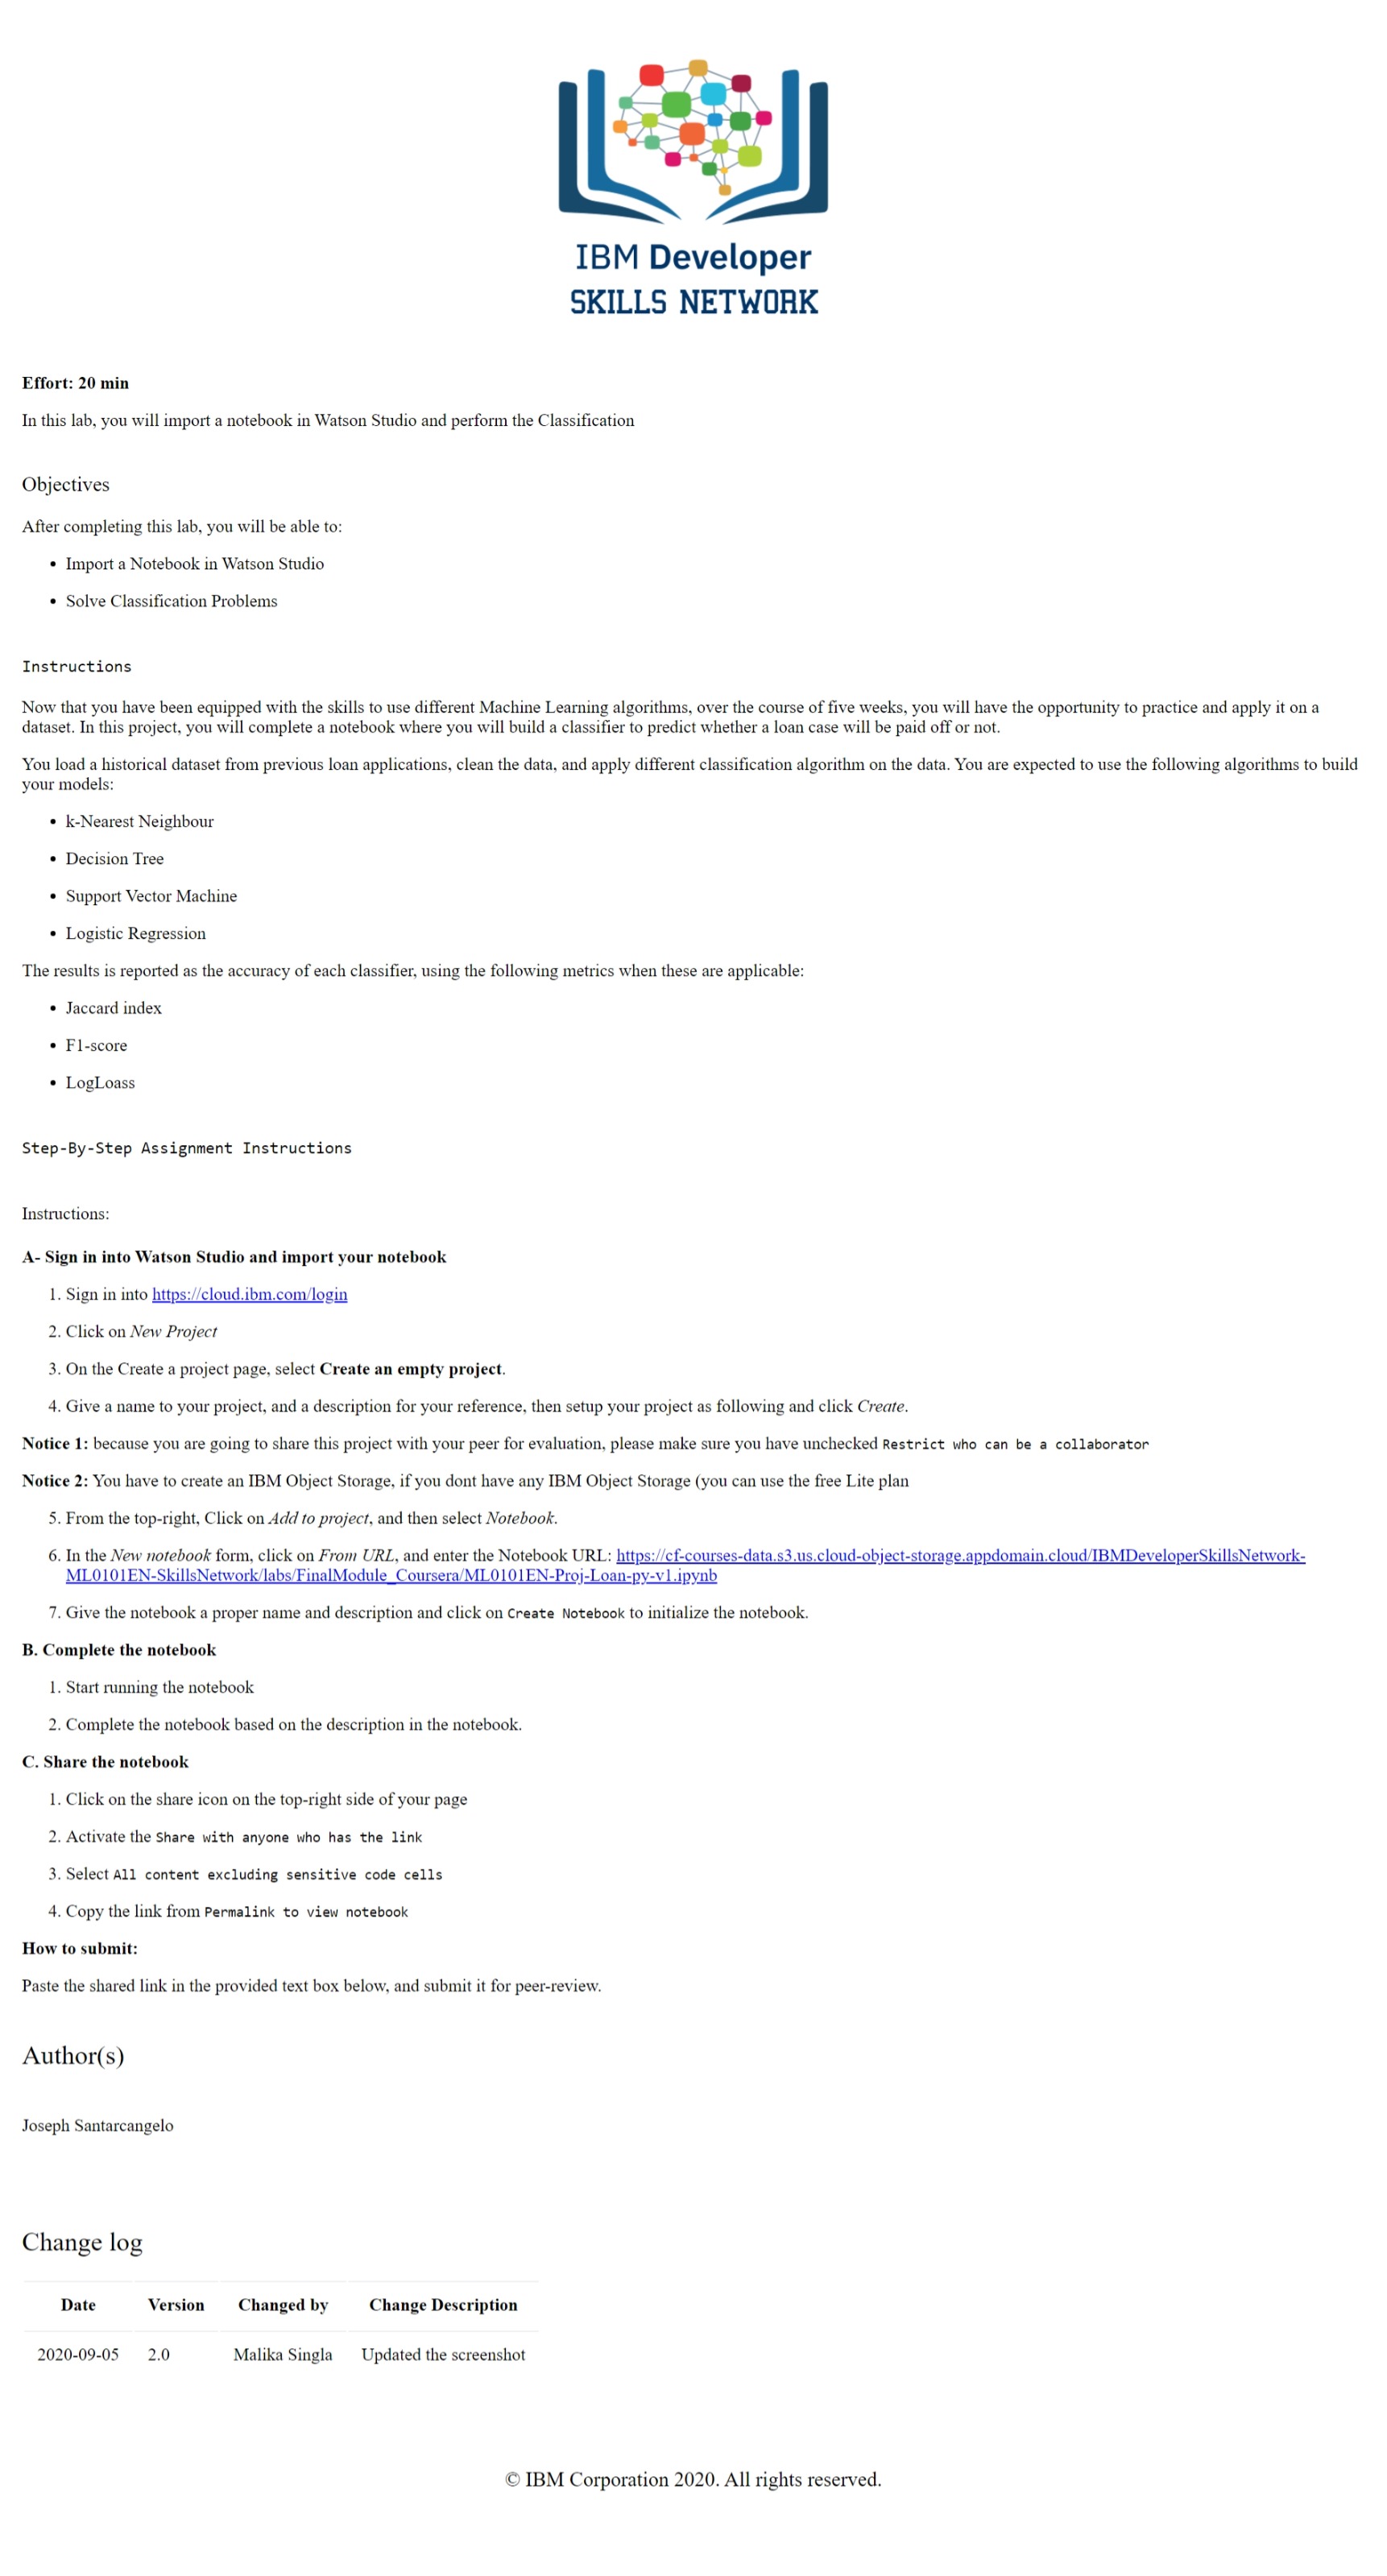 IBM Developer
SKILLS NETWORK
Effort: 20 min
In this lab, you will import a notebook in Watson Studio and perform the Classification
Objectives
After completing this lab, you will be able to:
• Import a Notebook in Watson Studio
• Solve Classification Problems
Instructions
Now that you have been equipped with the skills to use different Machine Learning algorithms, over the course of five weeks, you will have the opportunity to practice and apply it on a
dataset. In this project, you will complete a notebook where you will build a classifier to predict whether a loan case will be paid off or not.
You load a historical dataset from previous loan applications, clean the data, and apply different classification algorithm on the data. You are expected to use the following algorithms to build
your models:
• k-Nearest Neighbour
• Decision Tree
• Support Vector Machine
• Logistic Regression
The results is reported as the accuracy of each classifier, using the following metrics when these are applicable:
• Jaccard index
• F1-score
• LogLoass
Step-By-Step Assignment Instructions
Instructions:
A- Sign in into Watson Studio and import your notebook
1. Sign in into https://cloud.ibm.com/login
2. Click on New Project
3. On the Create a project page, select Create an empty project.
4. Give a name to your project, and a description for your reference, then setup your project as following and click Create.
Notice 1: because you are going to share this project with your peer for evaluation, please make sure you have unchecked Restrict who can be a collaborator
Notice 2: You have to create an IBM Object Storage, if you dont have any IBM Object Storage (you can use the free Lite plan
5. From the top-right, Click on Add to project, and then select Notebook.
6. In the New notebook form, click on From URL, and enter the Notebook URL: https://cf-courses-data.s3.us.cloud-object-storage.appdomain.cloud/IBMDeveloperSkillsNetwork-
ML0101EN-SkillsNetwork/labs/FinalModule_Coursera/ML0101EN-Proj-Loan-py-v1.ipynb
7. Give the notebook a proper name and description and click on Create Notebook to initialize the notebook.
B. Complete the notebook
1. Start running the notebook
2. Complete the notebook based on the description in the notebook.
C. Share the notebook
1. Click on the share icon on the top-right side of your page
2. Activate the Share with anyone who has the link
3. Select All content excluding sensitive code cells
4. Copy the link from Permalink to view notebook
How to submit:
Paste the shared link in the provided text box below, and submit it for peer-review.
Author(s)
Joseph Santarcangelo
Change log
Date Version Changed by Change Description
2020-09-05 2.0 Malika Singla Updated the screenshot
© IBM Corporation 2020. All rights reserved.